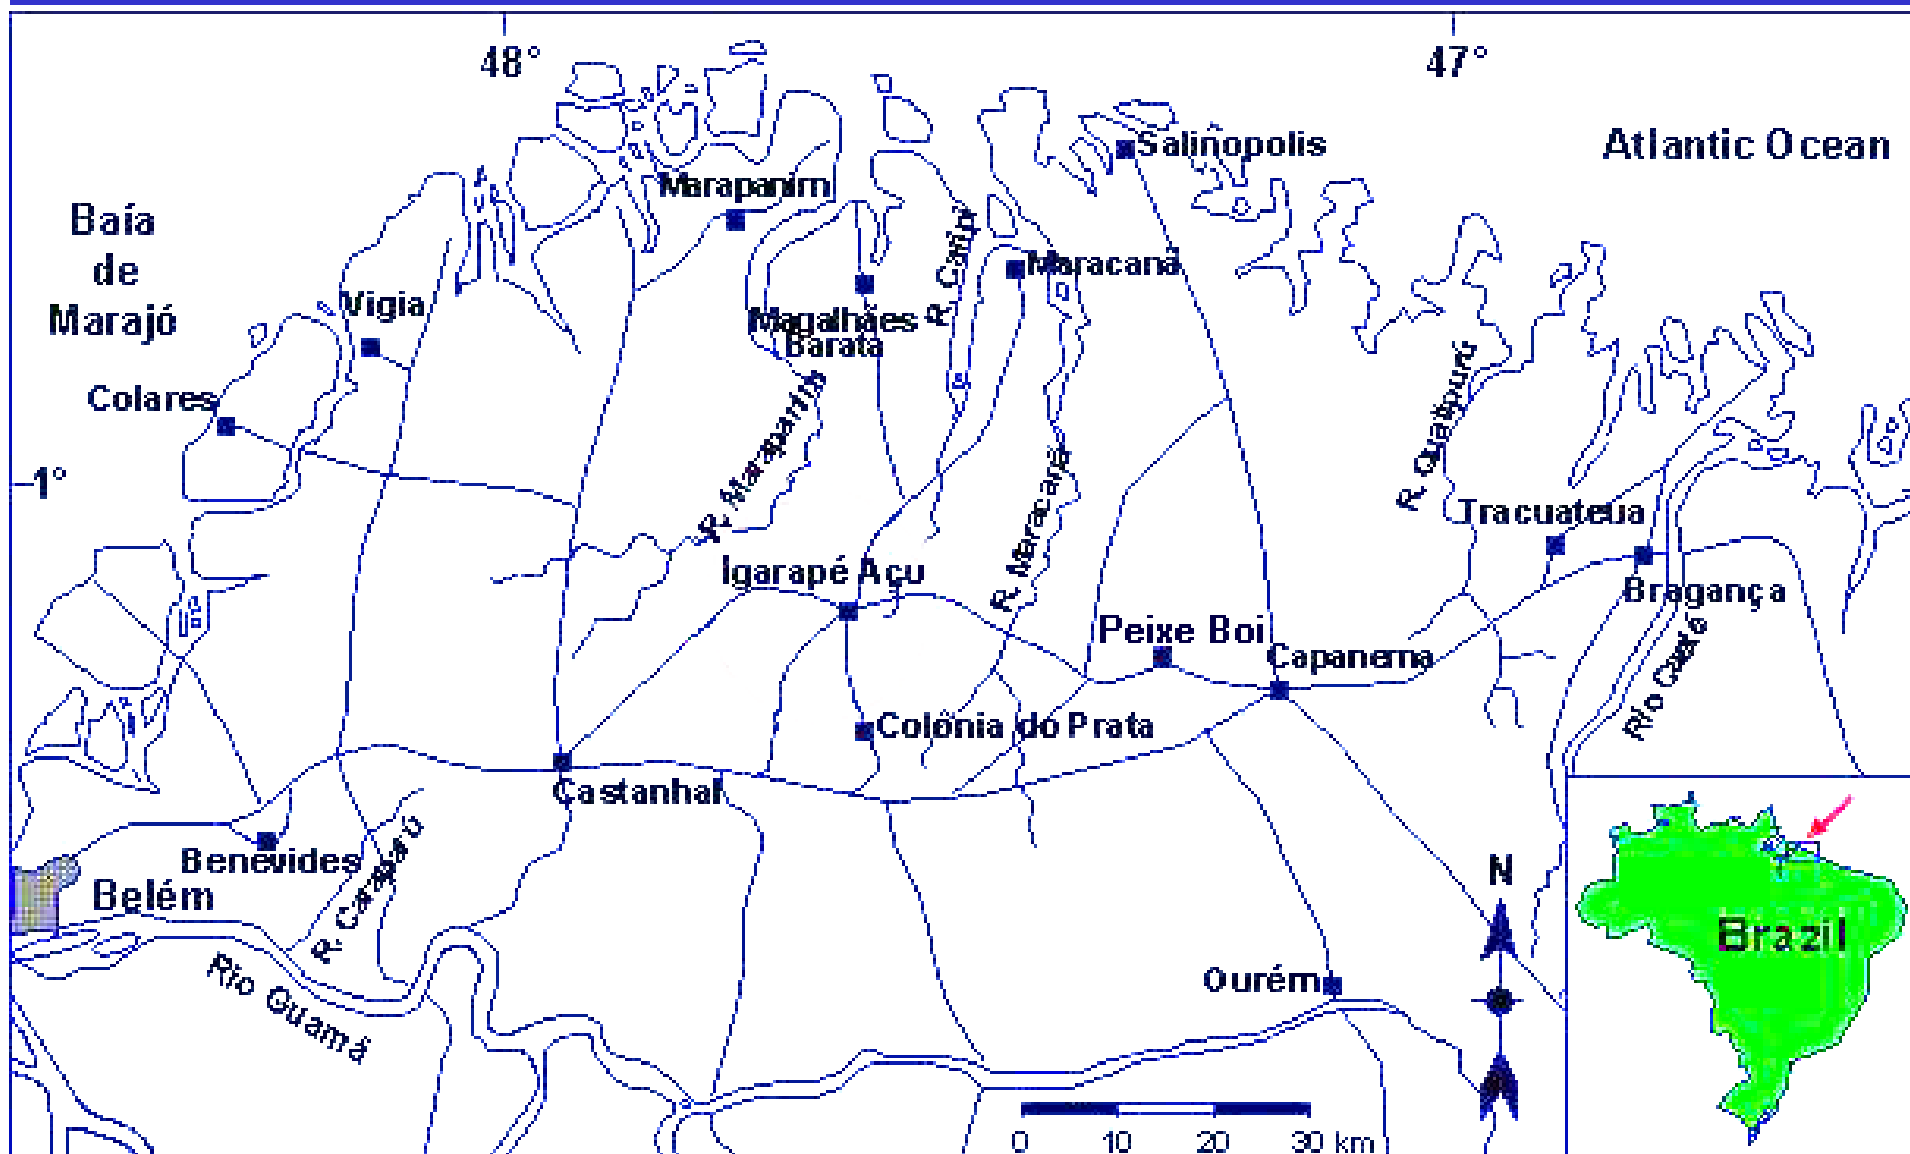 48°
47°
Salinopolis
Atlantic Ocean
Marapanim
Baía
de
Marajó
R. Caripi
Maracanã
Vigia
Magalhães
Barata
Colares
R. Marapanim
R. Maracanã
R. Quatipurú
1°
Tracuateua
Igarapé Açu
Bragança
Peixe Boi
Capanema
Rio Caeté
Colônia do Prata
Castanhal
Benevides
R. Caraparú
Belém
N
Brazil
Rio Guamá
Ourém
0 10 20 30 km